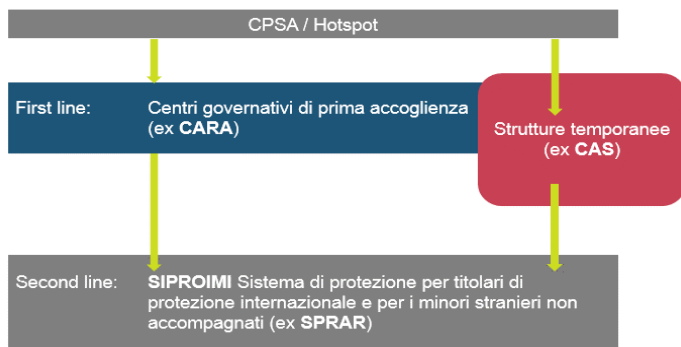 CPSA / Hotspot
First line: Centri governativi di prima accoglienza
(ex CARA)
Strutture temporanee
(ex CAS)
Second line: SIPROIMI Sistema di protezione per titolari di
protezione internazionale e per i minori stranieri non
accompagnati (ex SPRAR)